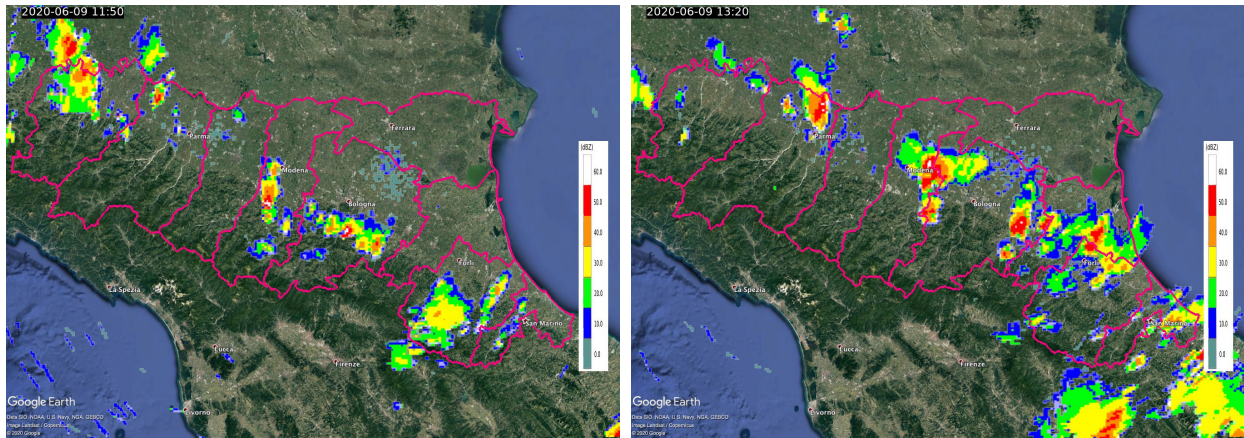 2020-06-09 11:50
Parma
Ferrara
Modena
Bologna
Forlì
La Spezia
San Marino
Lucca
Firenze
Livorno
(dBZ)
60.0
50.0
40.0
30.0
20.0
10.0
0.0
Google Earth
Data SIO, NOAA, U.S. Navy, NGA, GEBCO
Image Landsat / Copernicus
© 2020 Google
2020-06-09 13:20
Parma
Ferrara
Modena
Bologna
Forlì
La Spezia
San Marino
Lucca
Firenze
Livorno
(dBZ)
60.0
50.0
40.0
30.0
20.0
10.0
0.0
Google Earth
Data SIO, NOAA, U.S. Navy, NGA, GEBCO
Image Landsat / Copernicus
© 2020 Google